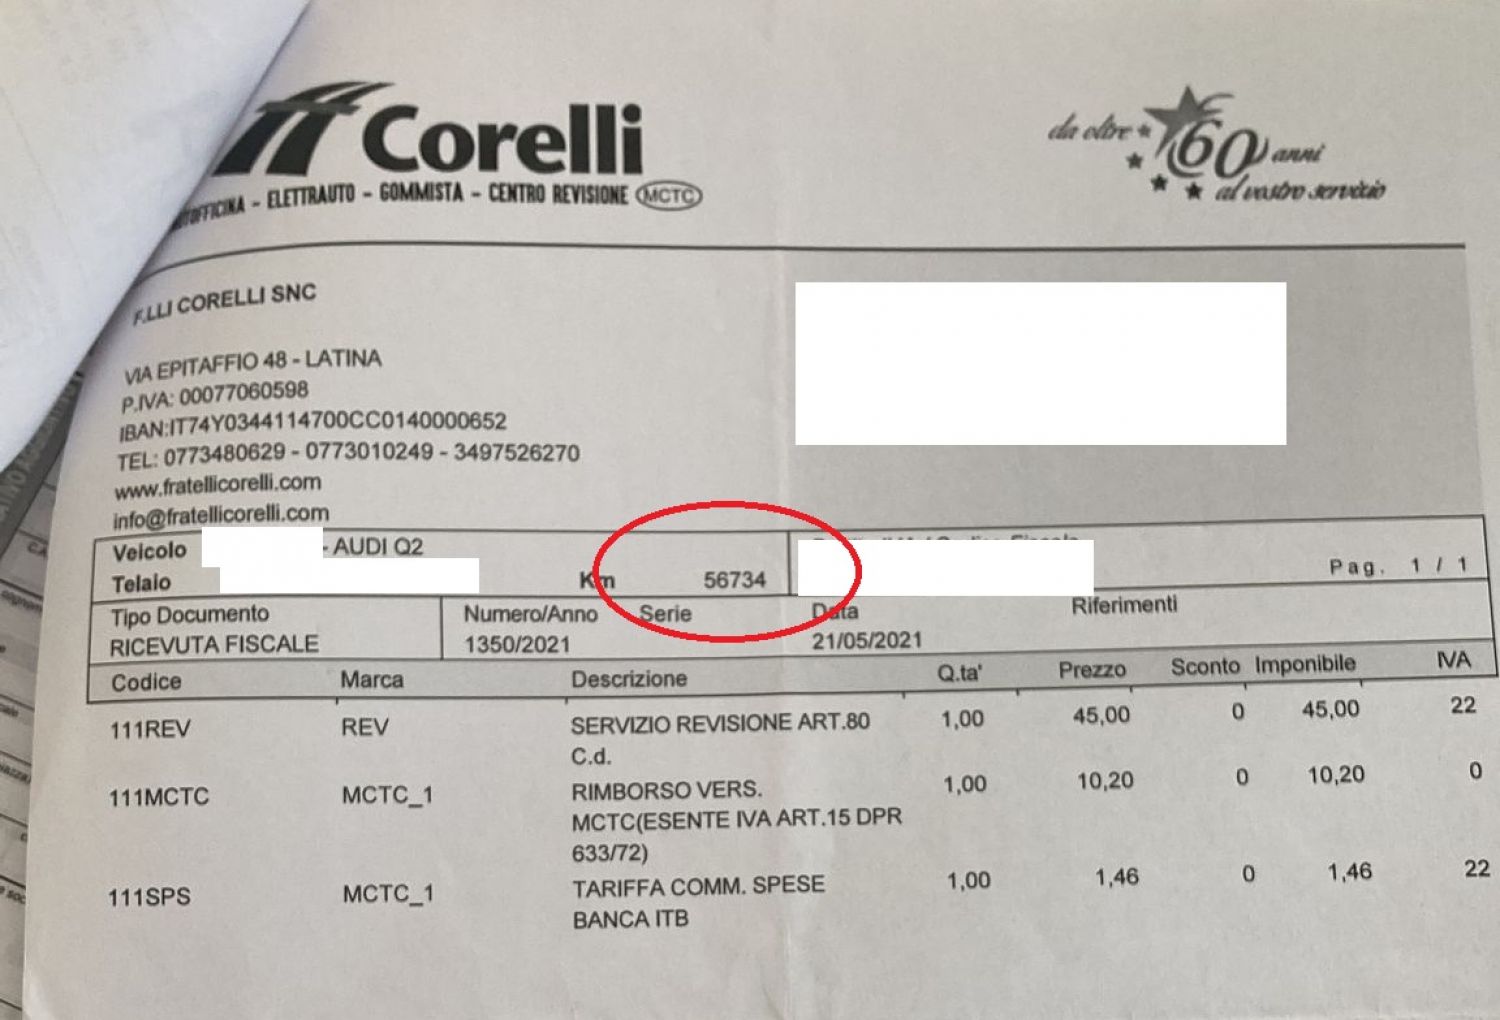 Corelli
da oltre 60 anni
al vostro servizio
ELETTRAUTO - GOMMISTA - CENTRO REVISIONE MCTC
F.LLI CORELLI SNC
VIA EPITAFFIO 48 - LATINA
P.IVA: 00077060598
IBAN:IT74Y0344114700CC0140000652
TEL: 0773480629 - 0773010249 - 3497526270
www.fratellicorelli.com
info@fratellicorelli.com
Veicolo - AUDI Q2
Telaio Km 56734 Pag. 1 / 1
Tipo Documento Numero/Anno Serie Data Riferimenti
RICEVUTA FISCALE 1350/2021 21/05/2021
Codice Marca Descrizione Q.ta' Prezzo Sconto Imponibile IVA
111REV REV SERVIZIO REVISIONE ART.80 1,00 45,00 0 45,00 22
C.d.
111MCTC MCTC_1 RIMBORSO VERS. 1,00 10,20 0 10,20 0
MCTC(ESENTE IVA ART.15 DPR
633/72)
111SPS MCTC_1 TARIFFA COMM. SPESE 1,00 1,46 0 1,46 22
BANCA ITB